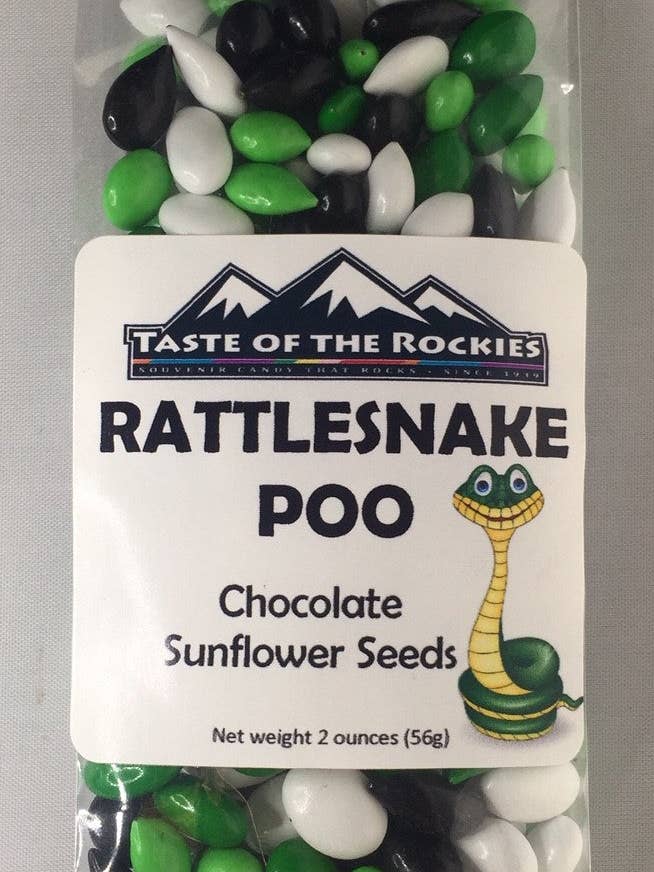 TASTE OF THE ROCKIES
SOUVENIR CANDY THAT ROCKS - SINCE 1919
RATTLESNAKE
POO
Chocolate
Sunflower Seeds
Net weight 2 ounces (56g)